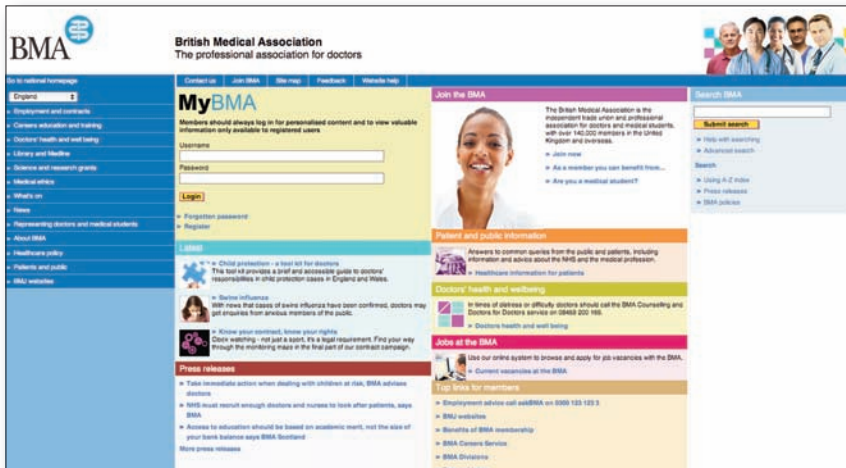 BMA
British Medical Association
The professional association for doctors
Go to national homepage
England
» Employment and contracts
» Careers education and training
» Doctors' health and well being
» Library and Medline
» Science and research grants
» Medical ethics
» What's on
» News
» Representing doctors and medical students
» About BMA
» Healthcare policy
» Patients and public
» BMJ websites
Contact us
Join BMA
Site map
Feedback
Website help
MyBMA
Members should always log in for personalised content and to view valuable
information only available to registered users
Username
Password
Login
» Forgotten password
» Register
Latest
» Child protection - a tool kit for doctors
This tool kit provides a brief and accessible guide to doctors'
responsibilities in child protection cases in England and Wales.
» Swine influenza
With news that cases of swine influenza have been confirmed, doctors may
get enquiries from anxious members of the public.
» Know your contract, know your rights
Clock watching - not just a sport, it's a legal requirement. Find your way
through the monitoring maze in the final part of our contract campaign.
Press releases
» Take immediate action when dealing with children at risk, BMA advises
doctors
» NHS must recruit enough doctors and nurses to look after patients, says
BMA
» Access to education should be based on academic merit, not the size of
your bank balance says BMA Scotland
More press releases
Join the BMA
The British Medical Association is the
independent trade union and professional
association for doctors and medical students,
with over 140,000 members in the United
Kingdom and overseas.
» Join now
» As a member you can benefit from...
» Are you a medical student?
Patient and public information
Answers to common queries from the public and patients, including
information and advice about the NHS and the medical profession.
» Healthcare information for patients
Doctors' health and wellbeing
In times of distress or difficulty doctors should call the BMA Counselling and
Doctors for Doctors service on 08459 200 169.
» Doctors health and well being
Jobs at the BMA
Use our online system to browse and apply for job vacancies with the BMA.
» Current vacancies at the BMA
Top links for members
» Employment advice call askBMA on 0300 123 123 3
» BMJ websites
» Benefits of BMA membership
» BMA Careers Service
» BMA Divisions
Search BMA
Submit search
» Help with searching
» Advanced search
Search:
» Using A-Z index
» Press releases
» BMA policies